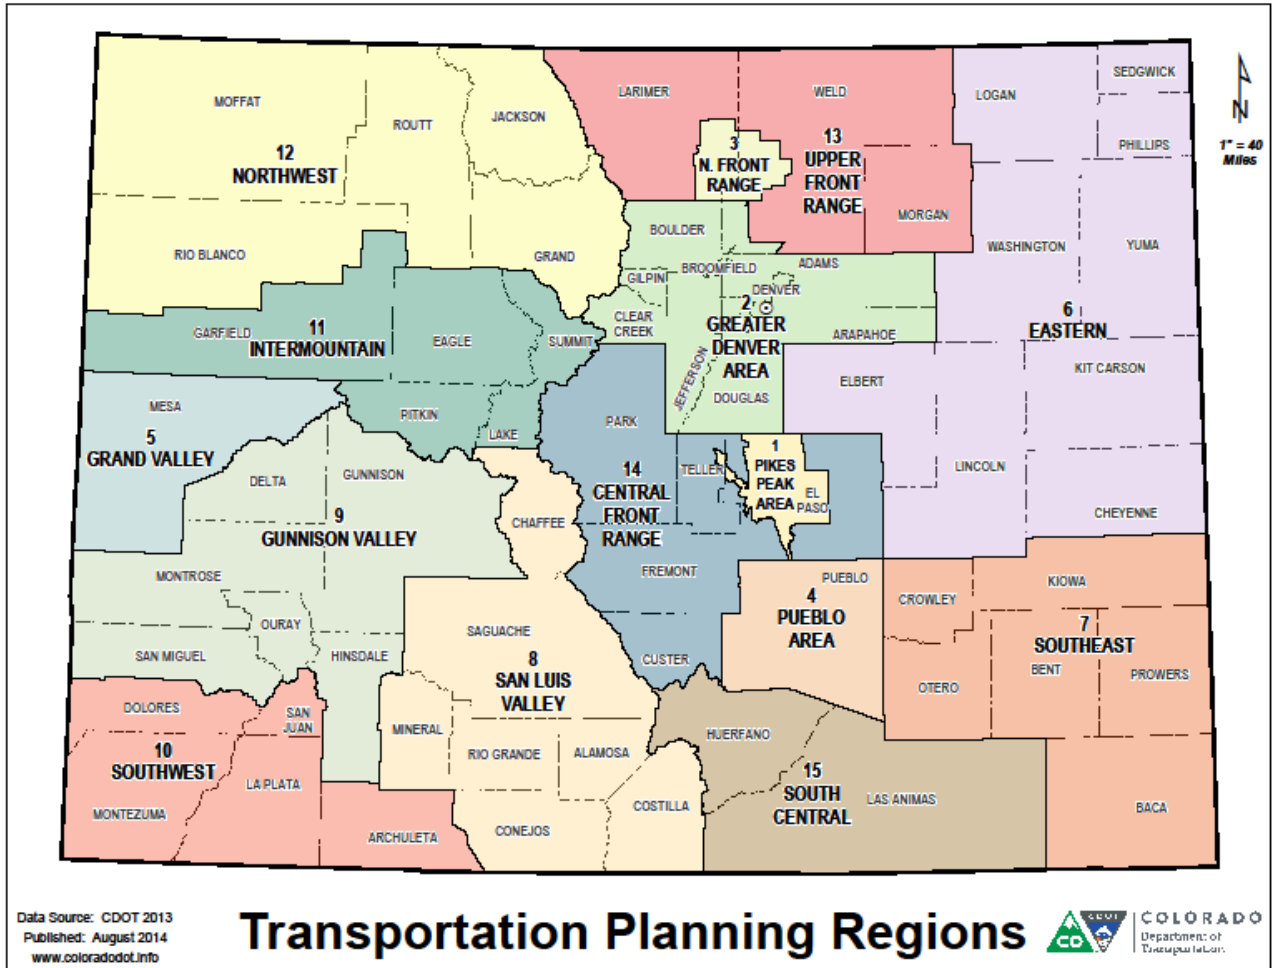 MOFFAT
ROUTT
JACKSON
12
NORTHWEST
RIO BLANCO
GRAND
LARIMER
WELD
3
N. FRONT
RANGE
13
UPPER
FRONT
RANGE
MORGAN
LOGAN
SEDGWICK
PHILLIPS
WASHINGTON
YUMA
6
EASTERN
KIT CARSON
ELBERT
LINCOLN
CHEYENNE
N
1" = 40
Miles
BOULDER
BROOMFIELD
ADAMS
GILPIN
DENVER
CLEAR
CREEK
2
GREATER
DENVER
AREA
ARAPAHOE
JEFFERSON
DOUGLAS
GARFIELD
11
INTERMOUNTAIN
EAGLE
SUMMIT
PITKIN
LAKE
MESA
5
GRAND VALLEY
DELTA
GUNNISON
9
GUNNISON VALLEY
MONTROSE
OURAY
SAN MIGUEL
HINSDALE
PARK
TELLER
14
CENTRAL
FRONT
RANGE
FREMONT
CUSTER
1
PIKES
PEAK
AREA
EL
PASO
CHAFFEE
SAGUACHE
8
SAN LUIS
VALLEY
MINERAL
RIO GRANDE
ALAMOSA
CONEJOS
COSTILLA
PUEBLO
4
PUEBLO
AREA
CROWLEY
KIOWA
7
SOUTHEAST
OTERO
BENT
PROWERS
BACA
DOLORES
SAN
JUAN
10
SOUTHWEST
LA PLATA
MONTEZUMA
ARCHULETA
HUERFANO
15
SOUTH
CENTRAL
LAS ANIMAS
Data Source: CDOT 2013
Published: August 2014
www.coloradodot.info
Transportation Planning Regions
CO
CDOT
COLORADO
Department of
Transportation